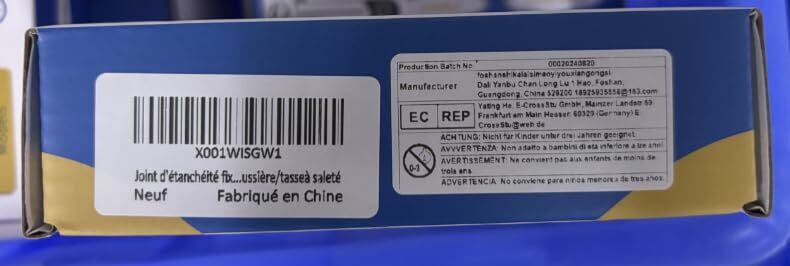 X001WISGW1
Joint d'étanchéité fix...ussière/tasseà saleté
Neuf Fabriqué en Chine
Production Batch No. 00020240820
Manufacturer
foshanshikalaisimaoyiyouxiangongsi
Dali Yanbu Chan Long Lu 1 Hao, Foshan,
Guangdong, China 528200 18925935858@163.com
EC REP
Yating He, E-CrossStu GmbH, Mainzer Landstr 69
Frankfurt am Main Hessen 60329 (Germany) E-
CrossStu@web.de
ACHTUNG: Nicht für Kinder unter drei Jahren geeignet.
AVVERTENZA: Non adatto a bambini di età inferiore a tre anni
AVERTISSEMENT: Ne convient pas aux enfants de moins de
trois ans.
ADVERTENCIA: No conviene para niños menores de tres años.
0-3